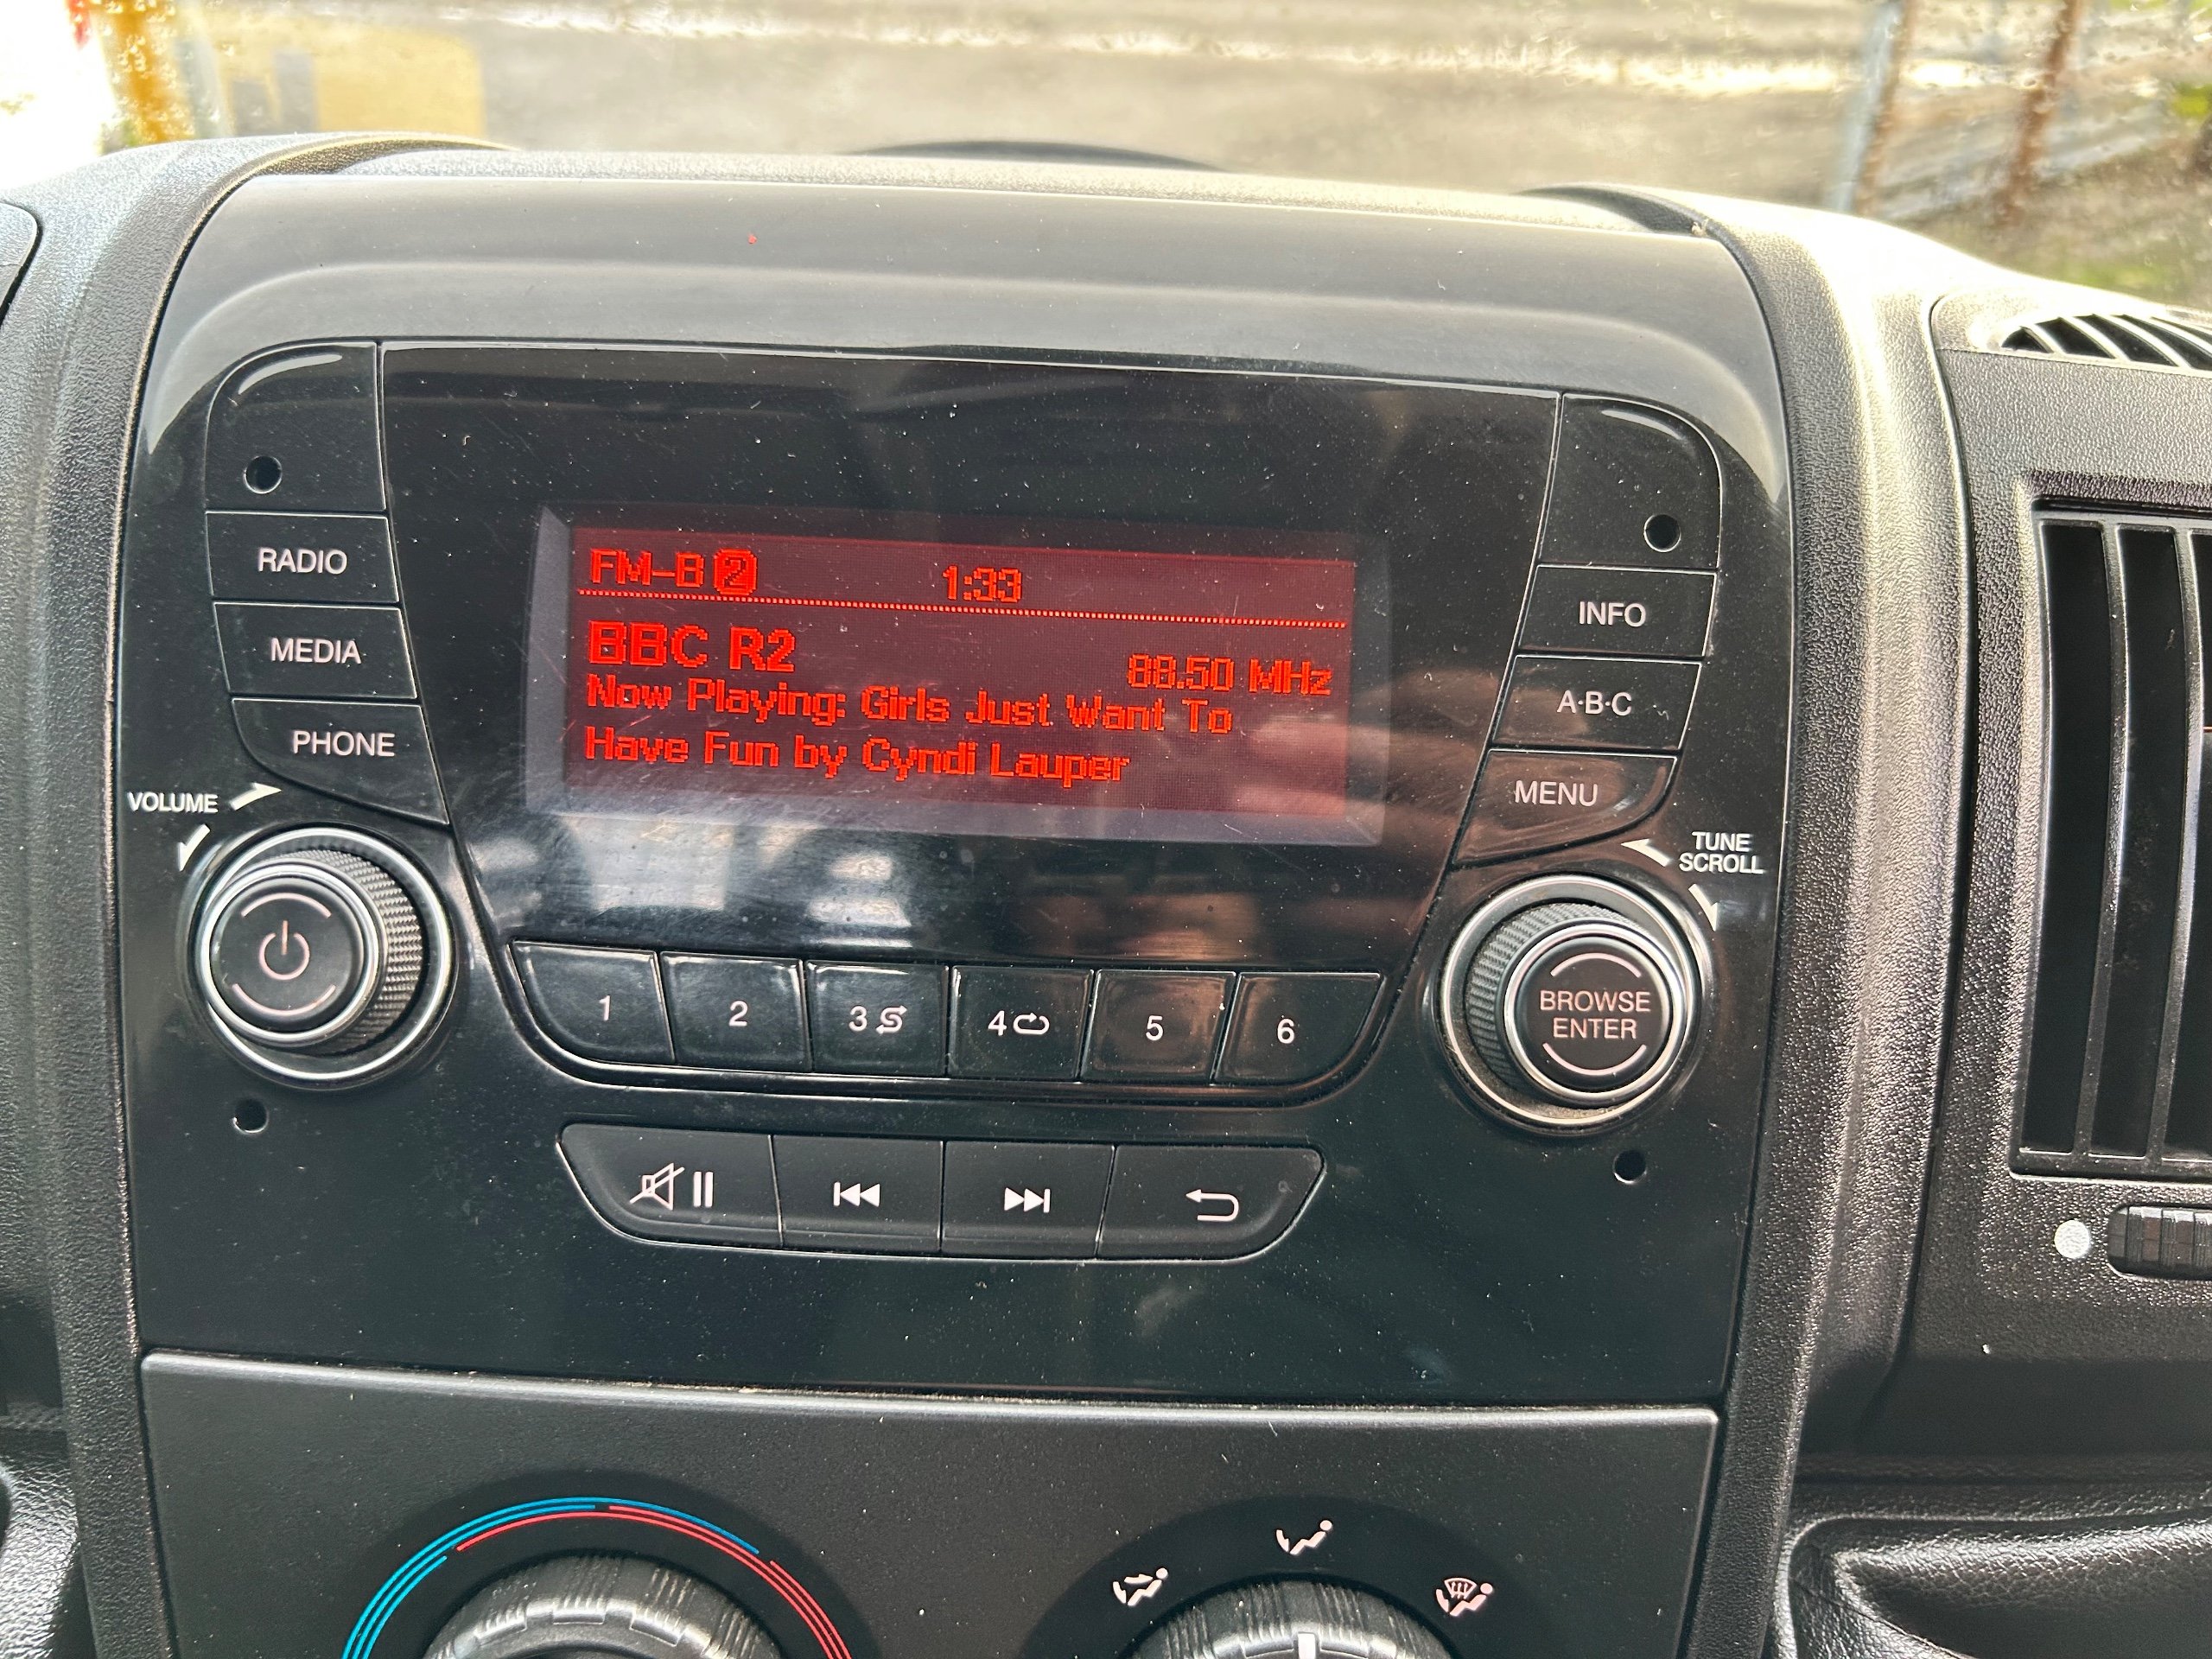 FM-B 2 1:33
BBC R2 88.50 MHz
Now Playing: Girls Just Want To
Have Fun by Cyndi Lauper
RADIO
MEDIA
PHONE
VOLUME
INFO
A·B·C
MENU
TUNE
SCROLL
BROWSE
ENTER
1 2 3 4 5 6